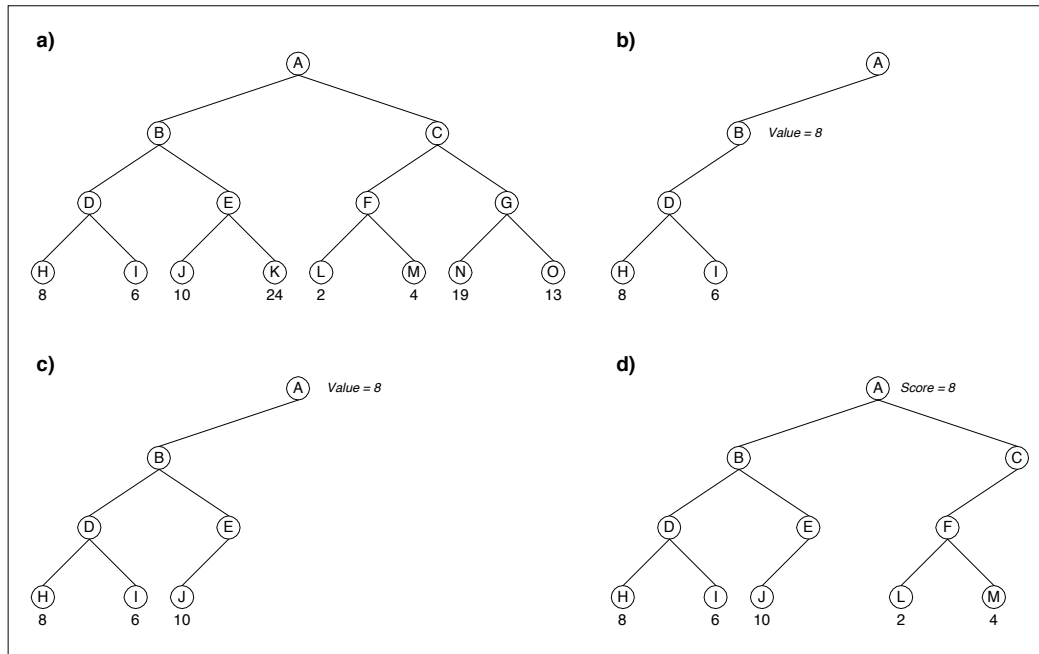 a)
A
B
C
D
E
F
G
H
I
J
K
L
M
N
O
8
6
10
24
2
4
19
13
b)
A
B
Value = 8
D
H
I
8
6
c)
A
Value = 8
B
D
E
H
I
J
8
6
10
d)
A
Score = 8
B
C
D
E
F
H
I
J
L
M
8
6
10
2
4